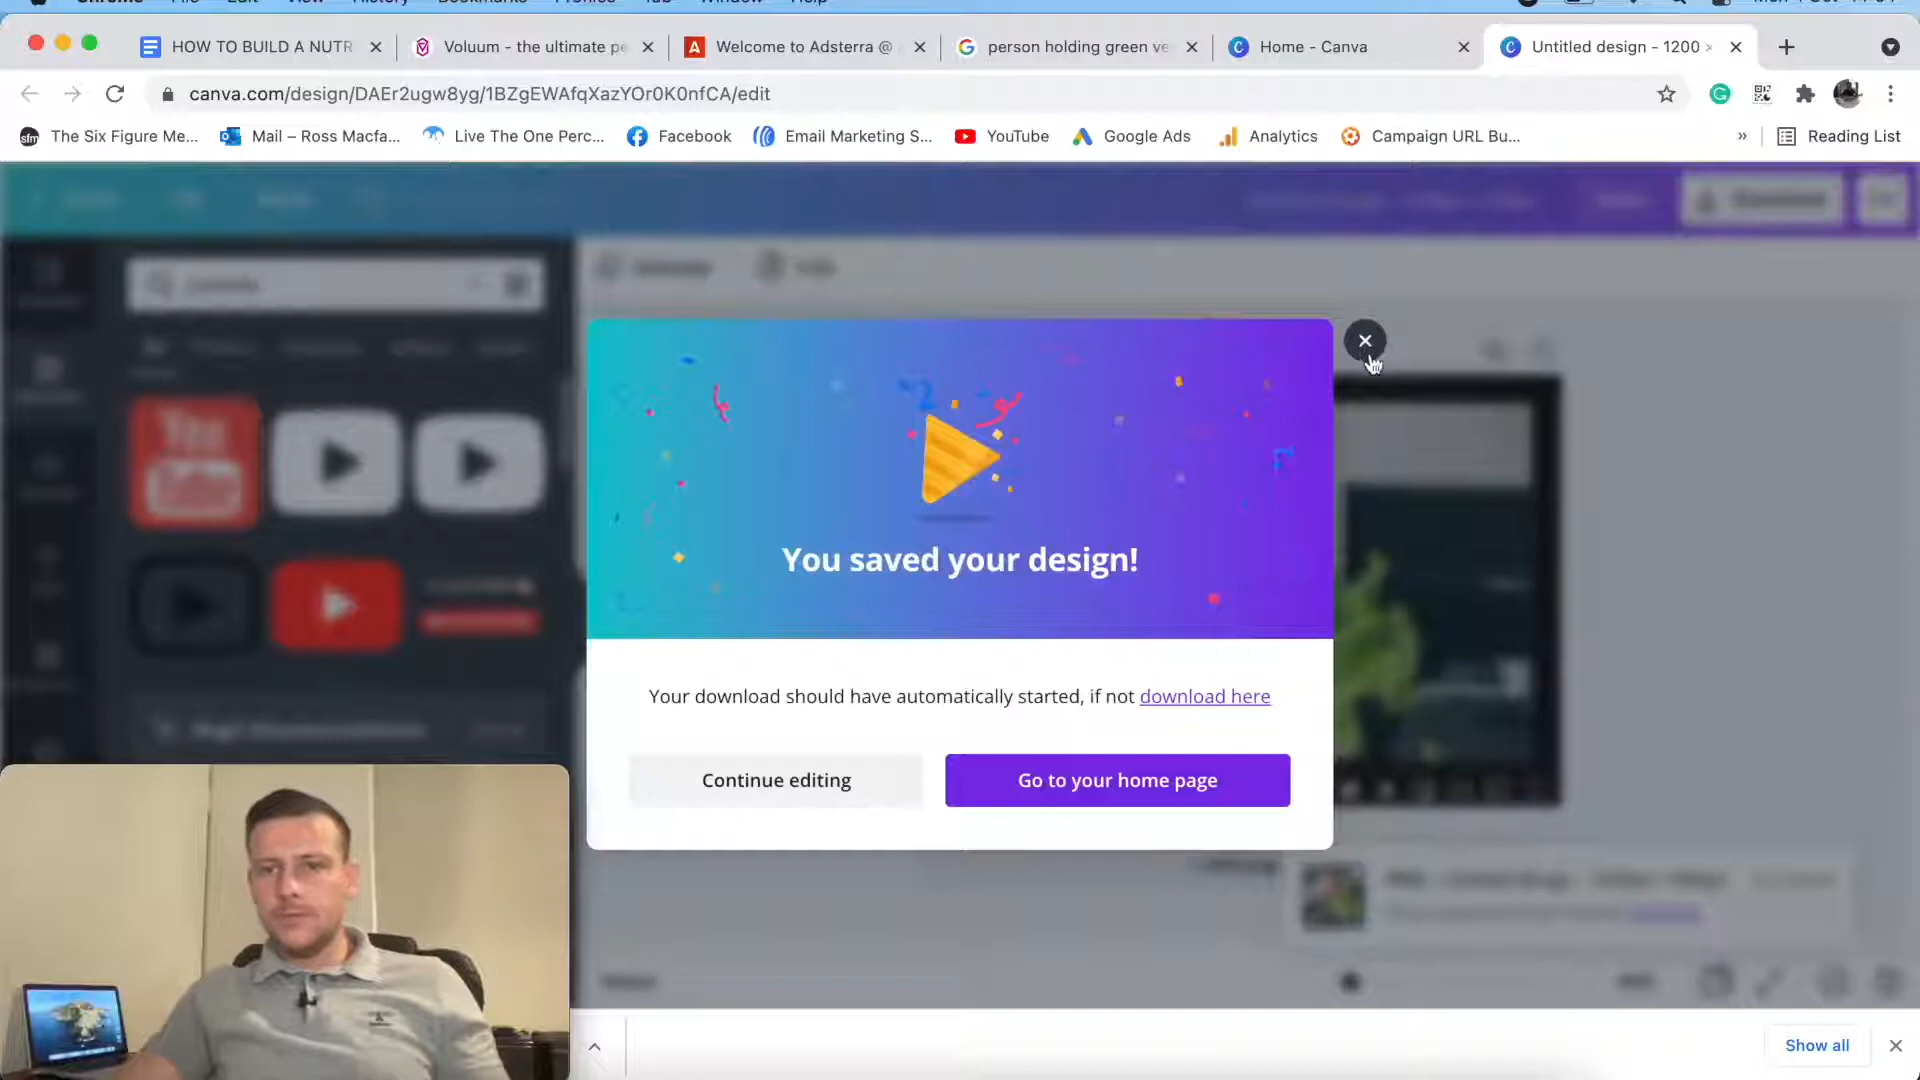 HOW TO BUILD A NUTR
Voluum - the ultimate pe
Welcome to Adsterra @
person holding green ve
Home - Canva
Untitled design - 1200
canva.com/design/DAEr2ugw8yg/1BZgEWAfqXazYOr0K0nfCA/edit
The Six Figure Me...
Mail – Ross Macfa...
Live The One Perc...
Facebook
Email Marketing S...
YouTube
Google Ads
Analytics
Campaign URL Bu...
»
Reading List
You saved your design!
Your download should have automatically started, if not download here
Continue editing
Go to your home page
Show all